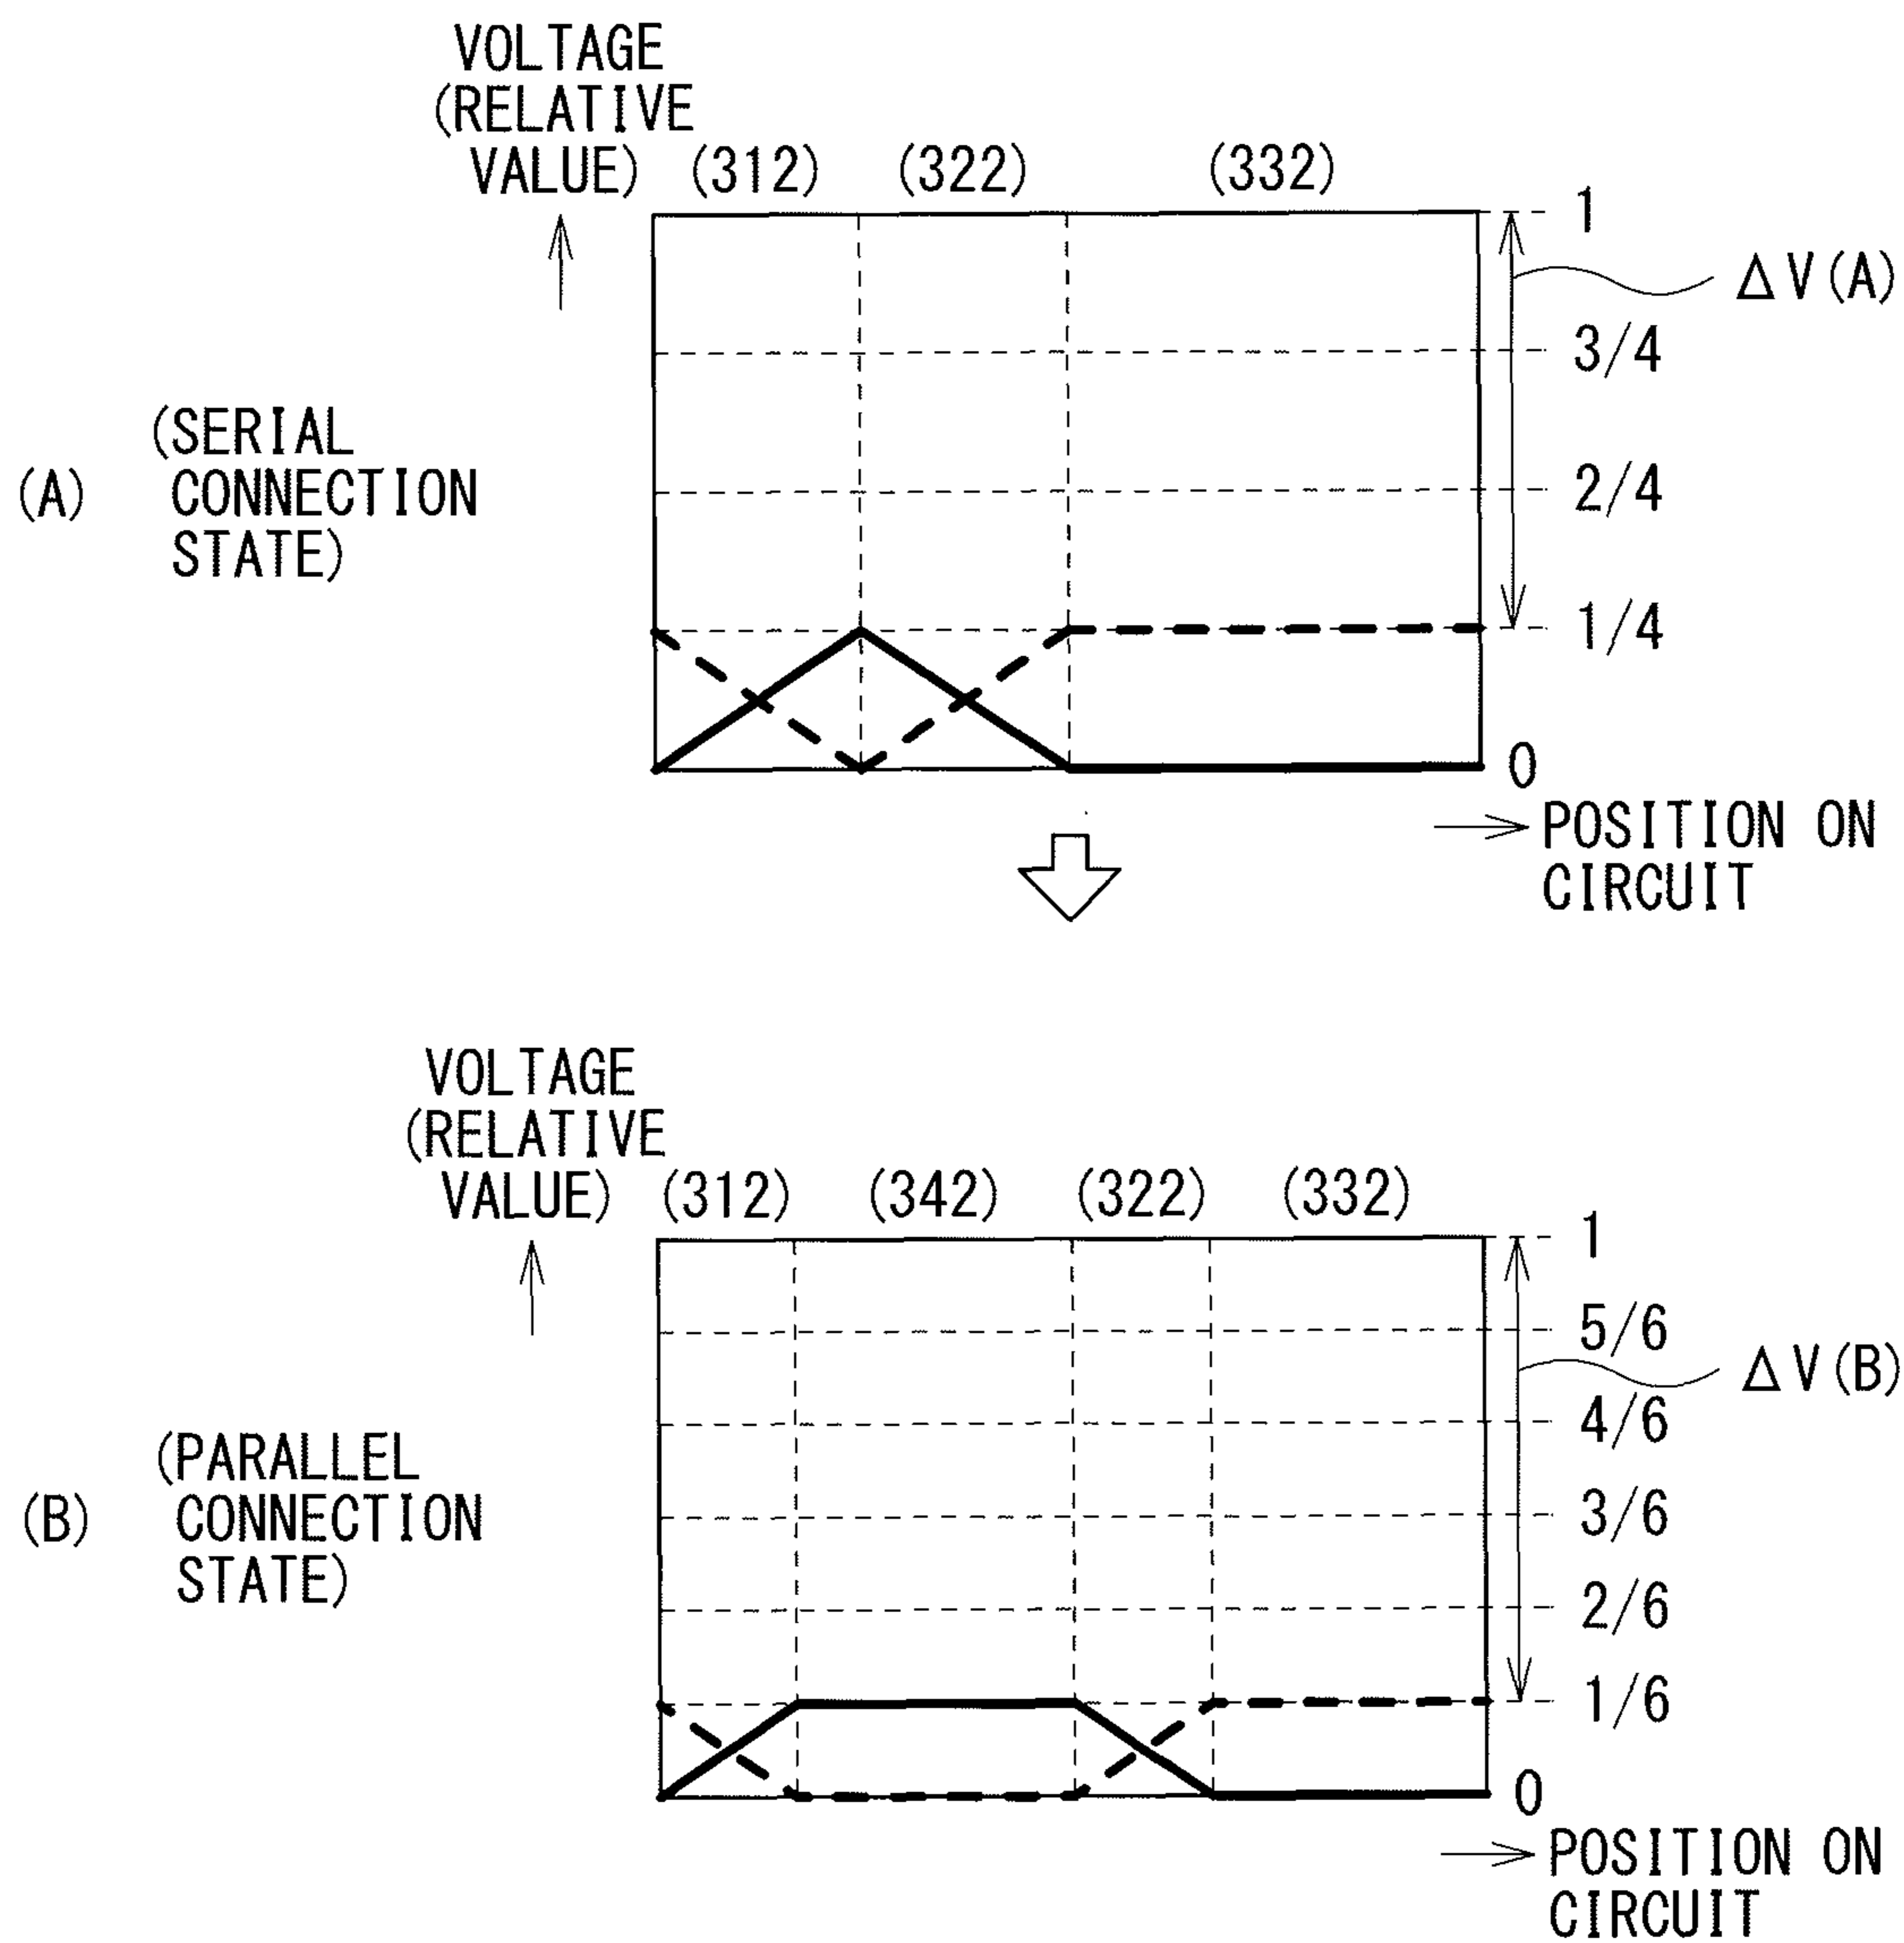 VOLTAGE
(RELATIVE
VALUE)
(312)
(322)
(332)
1
ΔV(A)
3/4
(A)
(SERIAL
CONNECTION
STATE)
2/4
1/4
0
POSITION ON
CIRCUIT
VOLTAGE
(RELATIVE
VALUE)
(312)
(342)
(322)
(332)
1
5/6
ΔV(B)
4/6
(B)
(PARALLEL
CONNECTION
STATE)
3/6
2/6
1/6
0
POSITION ON
CIRCUIT